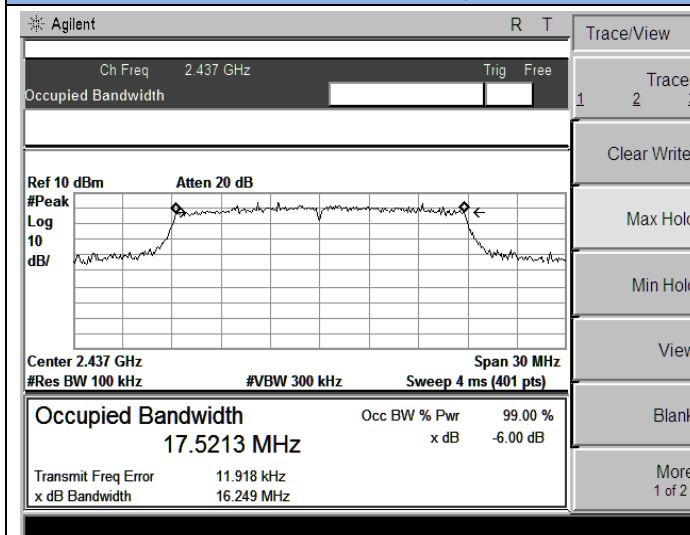 Agilent R T
Trace/View
Ch Freq 2.437 GHz Trig Free
Occupied Bandwidth
Trace
1 2
Clear Write
Ref 10 dBm Atten 20 dB
#Peak
Log
10
dB/
Max Hold
Min Hold
View
Center 2.437 GHz Span 30 MHz
#Res BW 100 kHz #VBW 300 kHz Sweep 4 ms (401 pts)
Occupied Bandwidth Occ BW % Pwr 99.00 %
17.5213 MHz x dB -6.00 dB
Blank
Transmit Freq Error 11.918 kHz
x dB Bandwidth 16.249 MHz
More
1 of 2